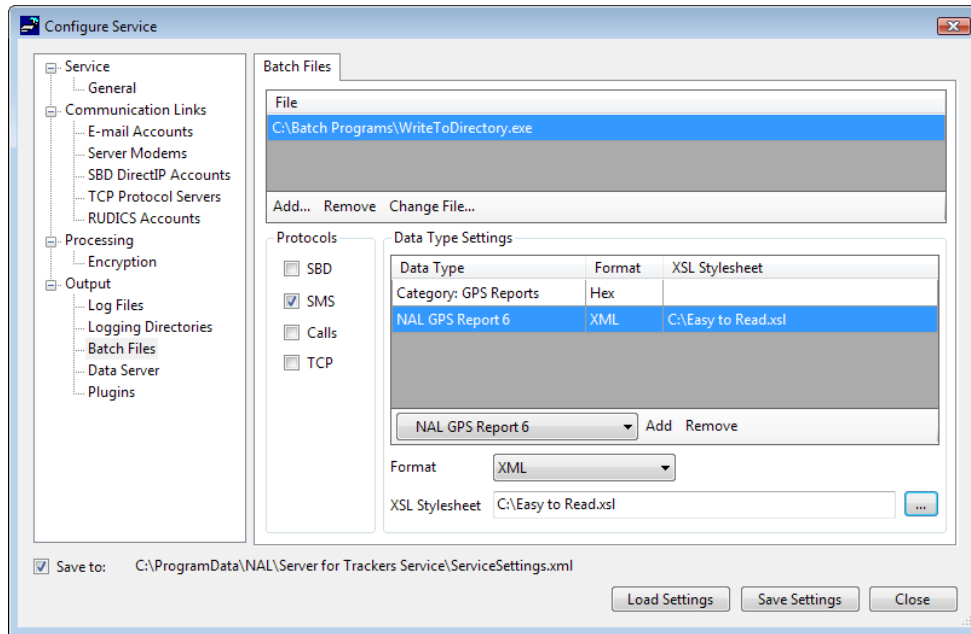 Configure Service
Service
General
Communication Links
E-mail Accounts
Server Modems
SBD DirectIP Accounts
TCP Protocol Servers
RUDICS Accounts
Processing
Encryption
Output
Log Files
Logging Directories
Batch Files
Data Server
Plugins
Batch Files
File
C:\Batch Programs\WriteToDirectory.exe
Add... Remove Change File...
Protocols
SBD
SMS
Calls
TCP
Data Type Settings
Data Type Format XSL Stylesheet
Category: GPS Reports Hex
NAL GPS Report 6 XML C:\Easy to Read.xsl
NAL GPS Report 6 Add Remove
Format XML
XSL Stylesheet C:\Easy to Read.xsl ...
Save to: C:\ProgramData\NAL\Server for Trackers Service\ServiceSettings.xml
Load Settings Save Settings Close